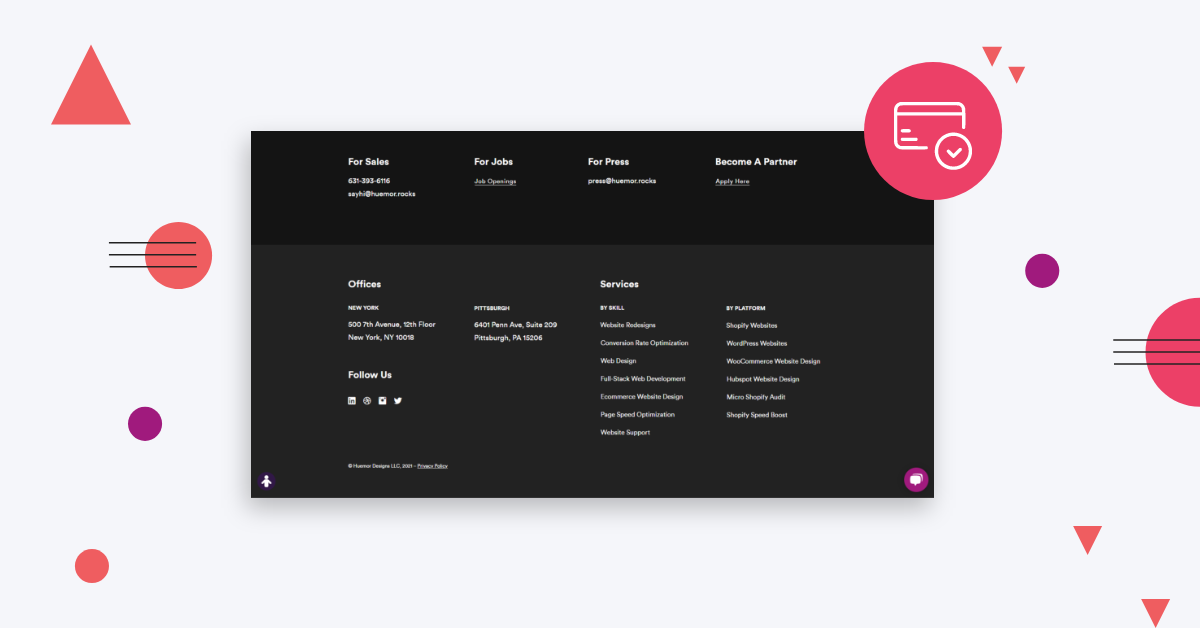 For Sales
631-393-6116
sayhi@huemor.rocks
For Jobs
Job Openings
For Press
press@huemor.rocks
Become A Partner
Apply Here
Offices
NEW YORK
500 7th Avenue, 12th Floor
New York, NY 10018
PITTSBURGH
6401 Penn Ave, Suite 209
Pittsburgh, PA 15206
Follow Us
Services
BY SKILL
Website Redesigns
Conversion Rate Optimization
Web Design
Full-Stack Web Development
Ecommerce Website Design
Page Speed Optimization
Website Support
BY PLATFORM
Shopify Websites
WordPress Websites
WooCommerce Website Design
Hubspot Website Design
Micro Shopify Audit
Shopify Speed Boost
© Huemor Designs LLC, 2021 - Privacy Policy